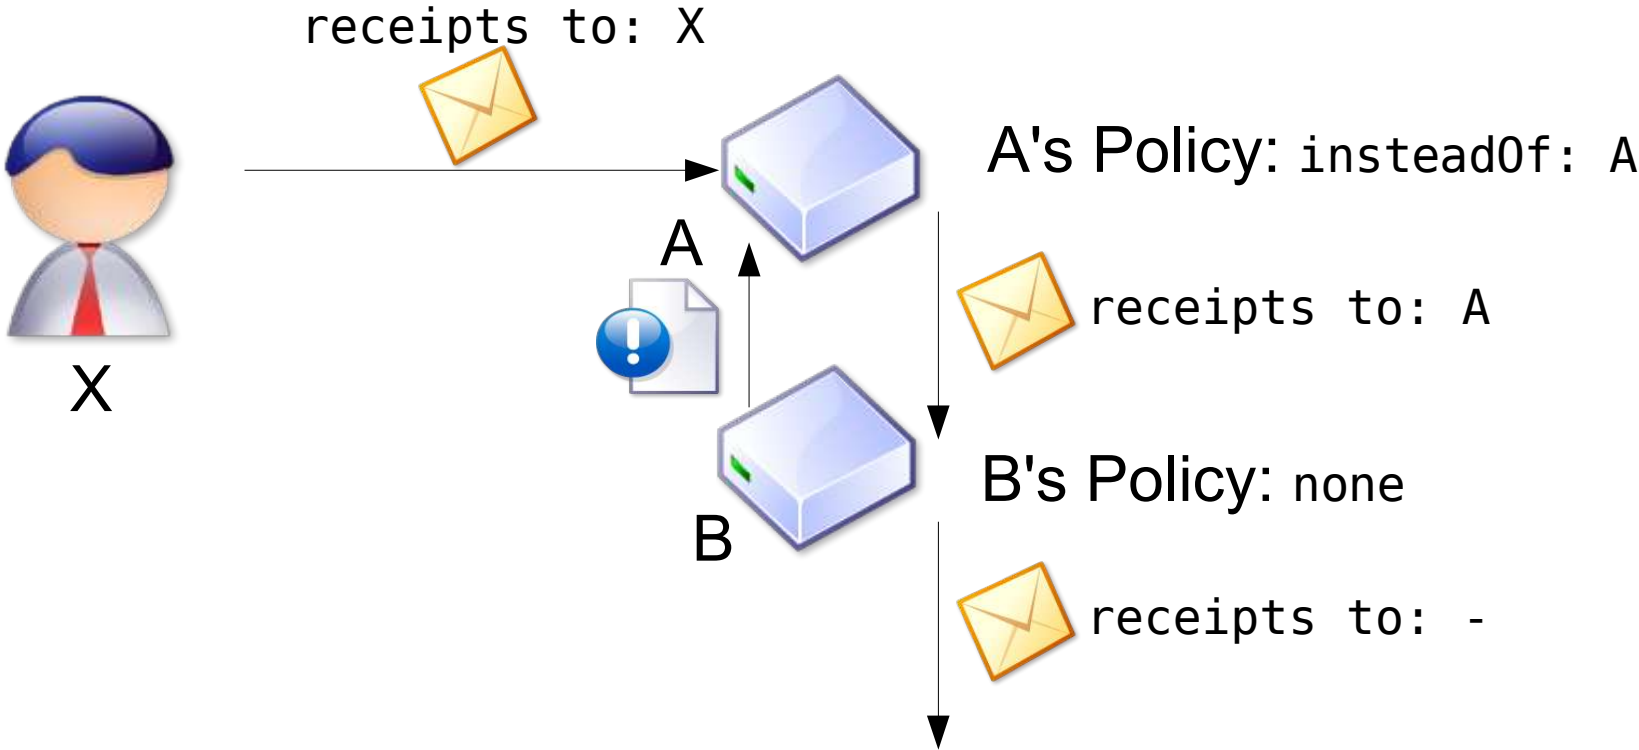 receipts to: X
A's Policy: insteadOf: A
A
receipts to: A
X
B's Policy: none
B
receipts to: -